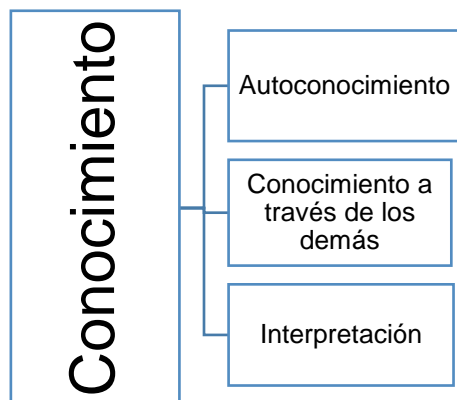 Conocimiento
Autoconocimiento
Conocimiento a
través de los
demás
Interpretación